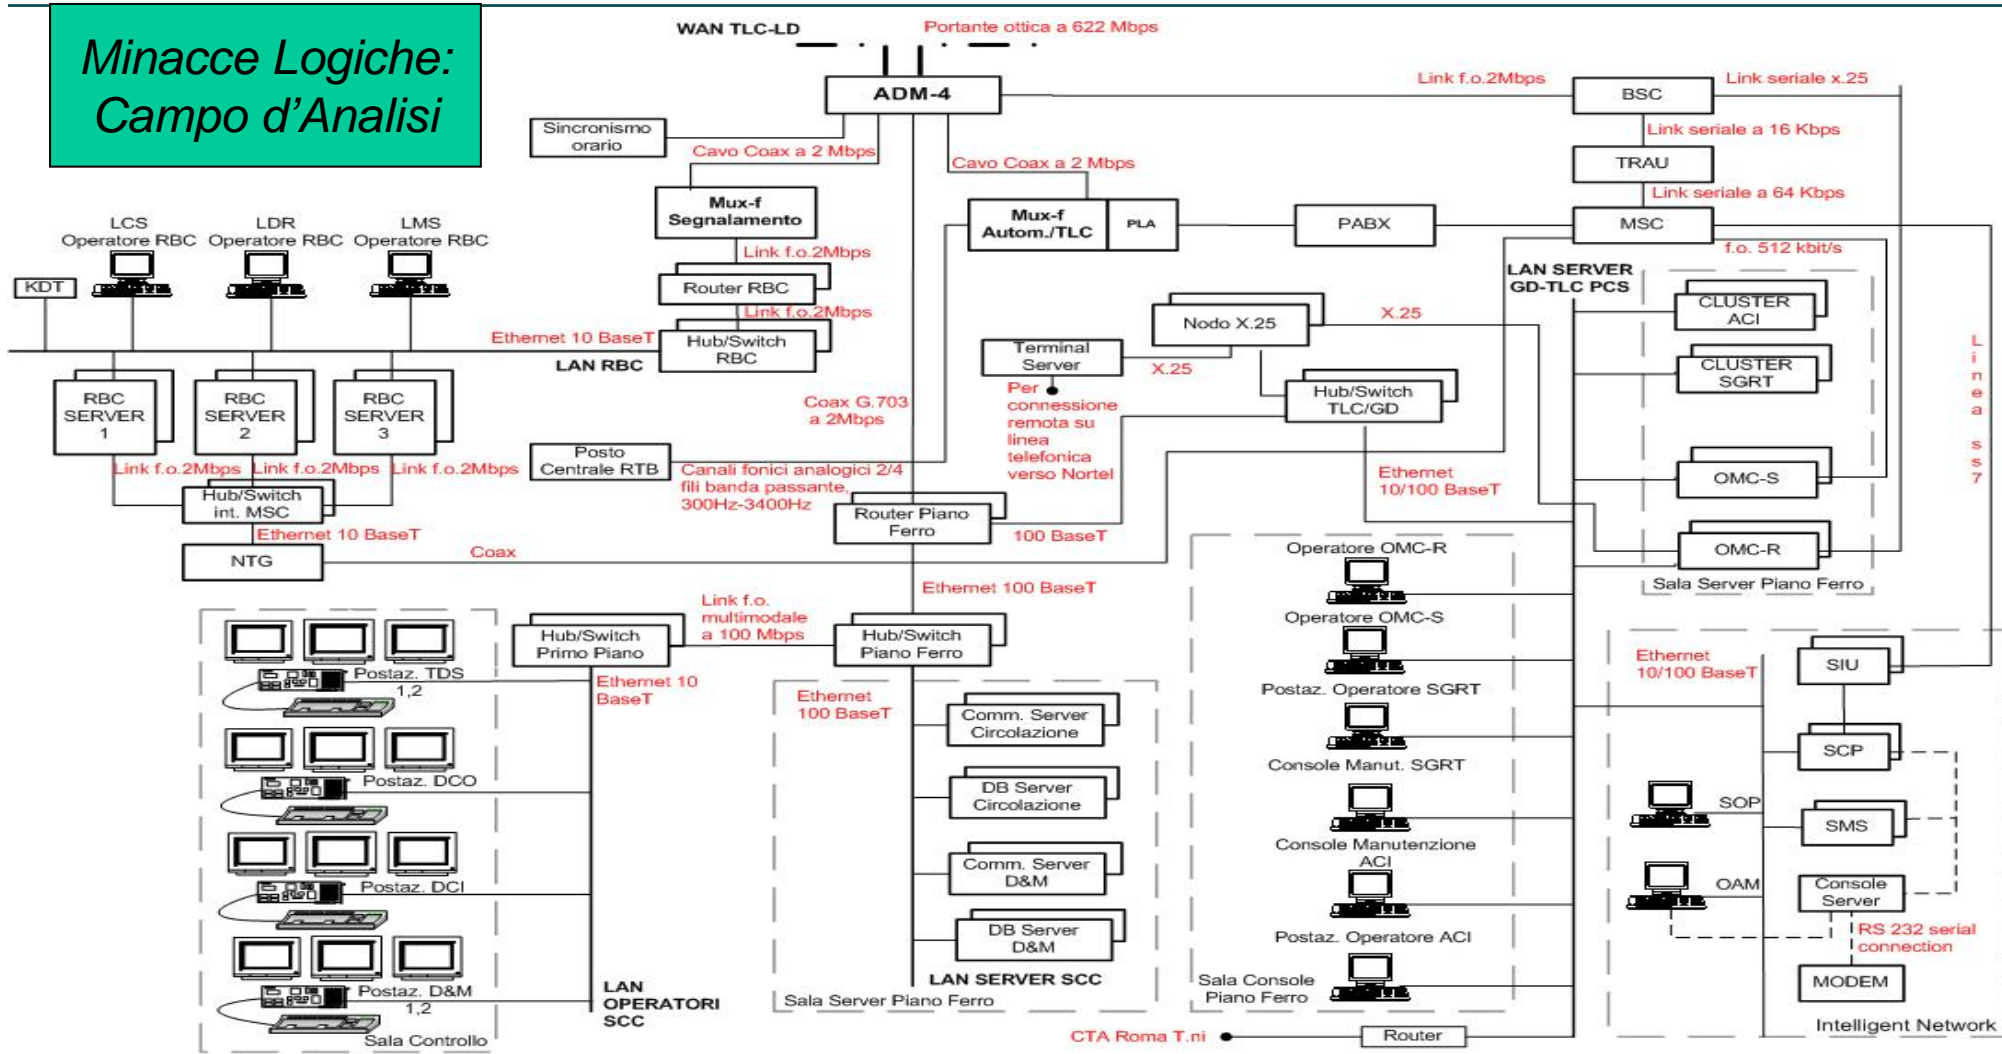 Minacce Logiche:
Campo d'Analisi
WAN TLC-LD
Portante ottica a 622 Mbps
ADM-4
Link f.o.2Mbps
BSC
Link seriale x.25
Sincronismo
orario
Cavo Coax a 2 Mbps
Cavo Coax a 2 Mbps
Link seriale a 16 Kbps
TRAU
Link seriale a 64 Kbps
Mux-f
Segnalamento
Mux-f
Autom./TLC
PLA
PABX
MSC
f.o. 512 kbit/s
LCS
Operatore RBC
LDR
Operatore RBC
LMS
Operatore RBC
KDT
Link f.o.2Mbps
Router RBC
Link f.o.2Mbps
Ethernet 10 BaseT
Hub/Switch
RBC
LAN RBC
LAN SERVER
GD-TLC PCS
CLUSTER
ACI
CLUSTER
SGRT
OMC-S
OMC-R
Sala Server Piano Ferro
Linea ss7
Nodo X.25
X.25
Terminal
Server
X.25
Per
connessione
remota su
linea
telefonica
verso Nortel
Hub/Switch
TLC/GD
Ethernet
10/100 BaseT
RBC
SERVER
1
RBC
SERVER
2
RBC
SERVER
3
Link f.o.2Mbps
Link f.o.2Mbps
Link f.o.2Mbps
Hub/Switch
int. MSC
Ethernet 10 BaseT
NTG
Coax
Coax G.703
a 2Mbps
Posto
Centrale RTB
Canali fonici analogici 2/4
fili banda passante,
300Hz-3400Hz
Router Piano
Ferro
100 BaseT
Ethernet 100 BaseT
Link f.o.
multimodale
a 100 Mbps
Hub/Switch
Primo Piano
Hub/Switch
Piano Ferro
Ethernet 10
BaseT
Postaz. TDS
1,2
Postaz. DCO
Postaz. DCI
Postaz. D&M
1,2
Sala Controllo
LAN
OPERATORI
SCC
Ethernet
100 BaseT
Comm. Server
Circolazione
DB Server
Circolazione
Comm. Server
D&M
DB Server
D&M
LAN SERVER SCC
Sala Server Piano Ferro
Operatore OMC-R
Operatore OMC-S
Postaz. Operatore SGRT
Console Manut. SGRT
Console Manutenzione
ACI
Postaz. Operatore ACI
Sala Console
Piano Ferro
CTA Roma T.ni
Router
Ethernet
10/100 BaseT
SIU
SCP
SOP
SMS
OAM
Console
Server
RS 232 serial
connection
MODEM
Intelligent Network